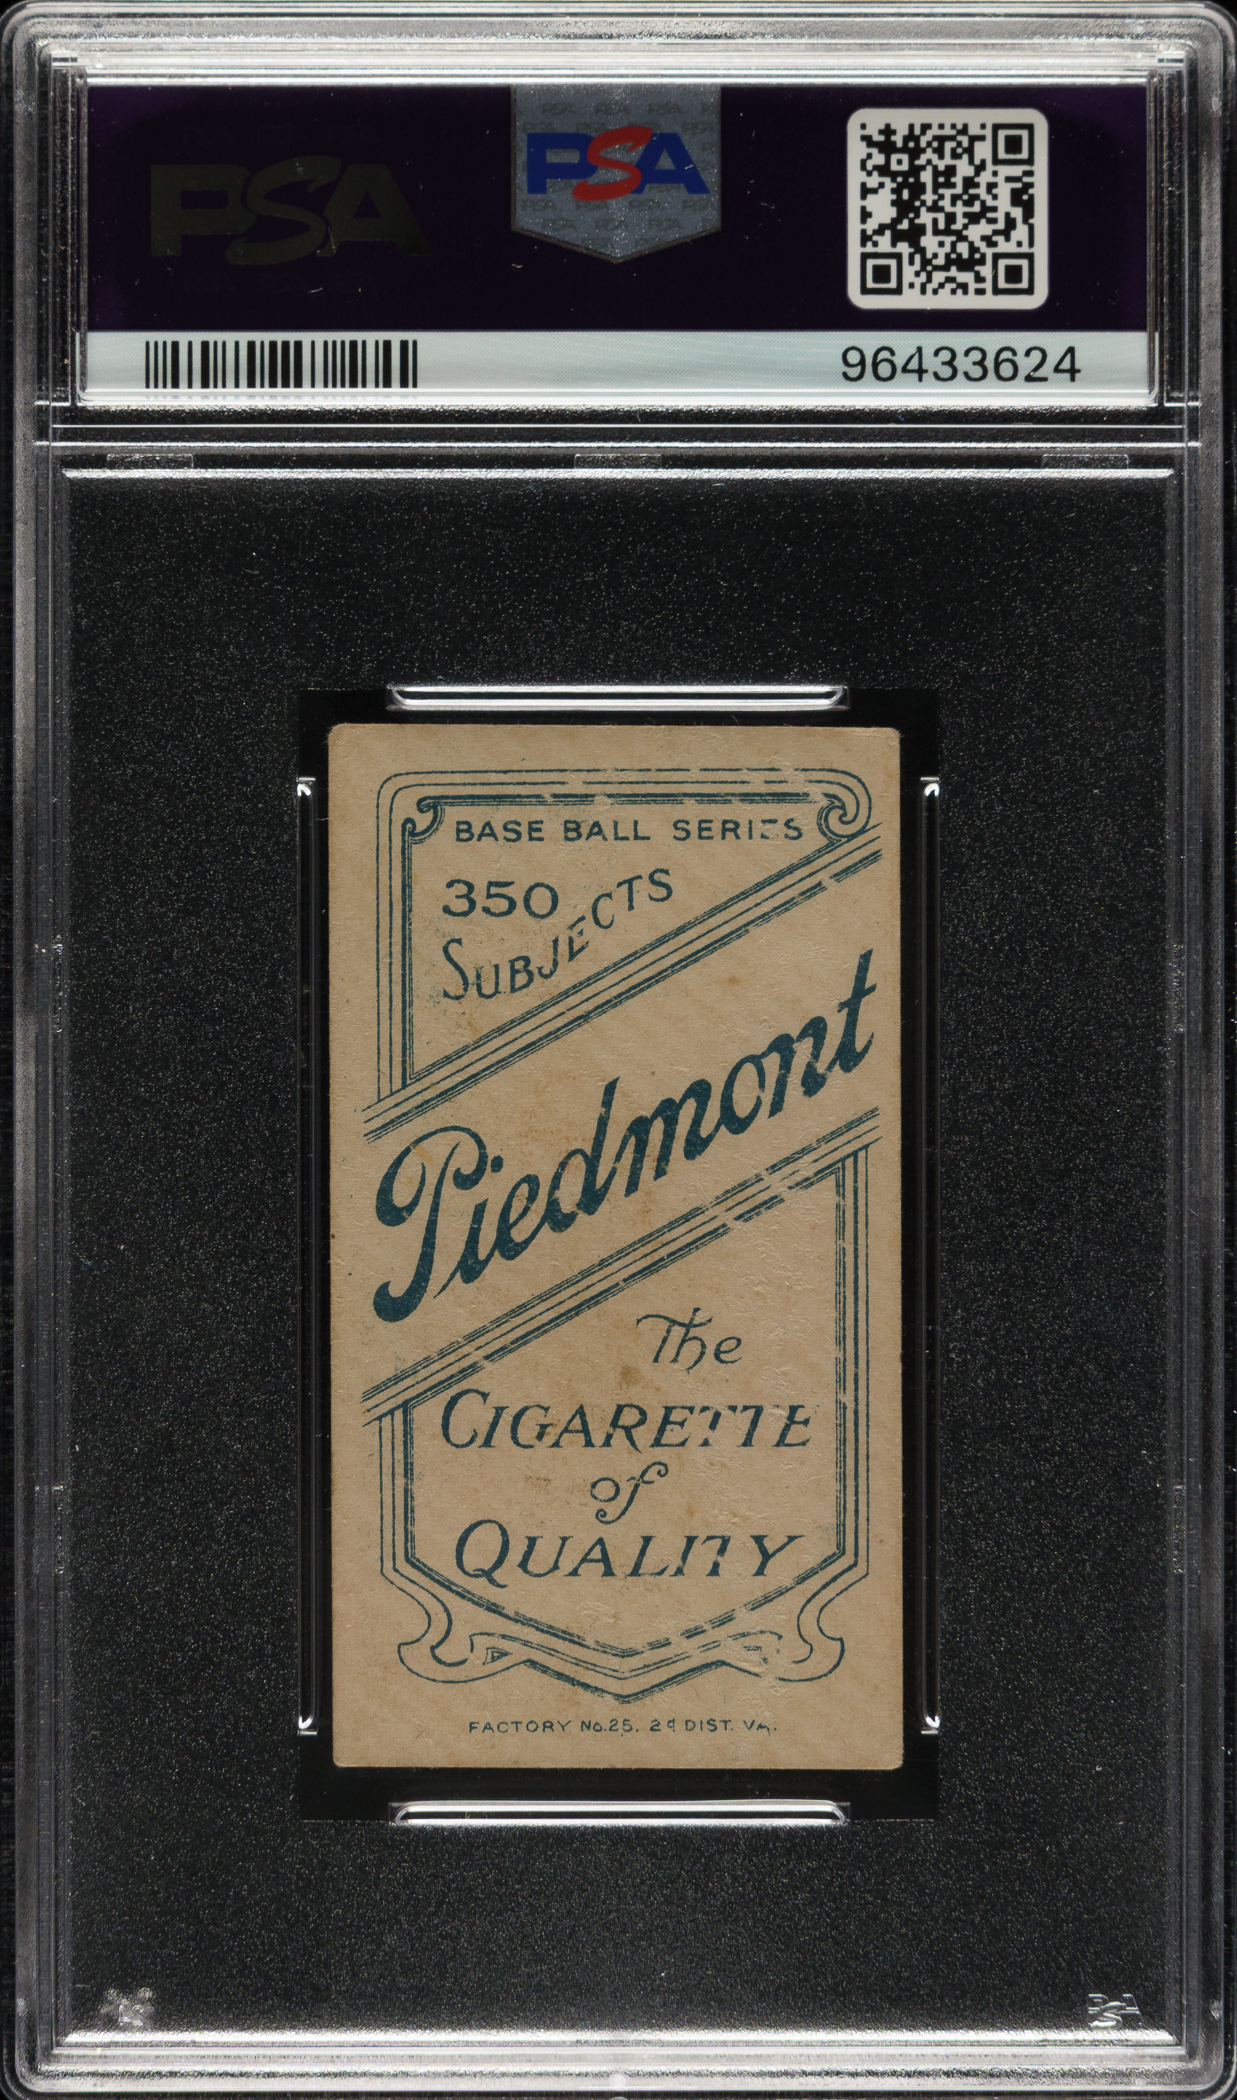 PSA
PSA
96433624
BASE BALL SERIES
350
SUBJECTS
Piedmont
The
CIGARETTE
of
QUALITY
FACTORY No. 25. 2d DIST. VA.
PSA